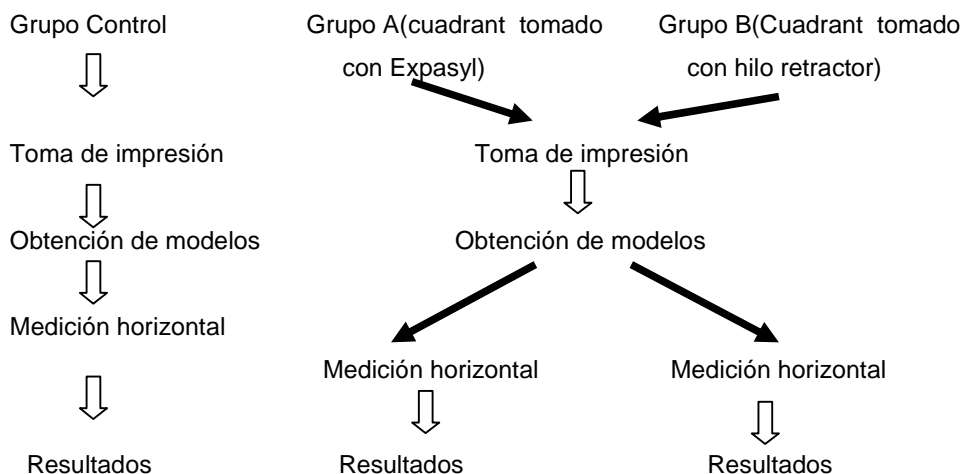 Grupo Control
Grupo A(cuadrant  tomado
con Expasyl)
Grupo B(Cuadrant  tomado
con hilo retractor)
Toma de impresión
Toma de impresión
Obtención de modelos
Obtención de modelos
Medición horizontal
Medición horizontal
Medición horizontal
Resultados
Resultados
Resultados